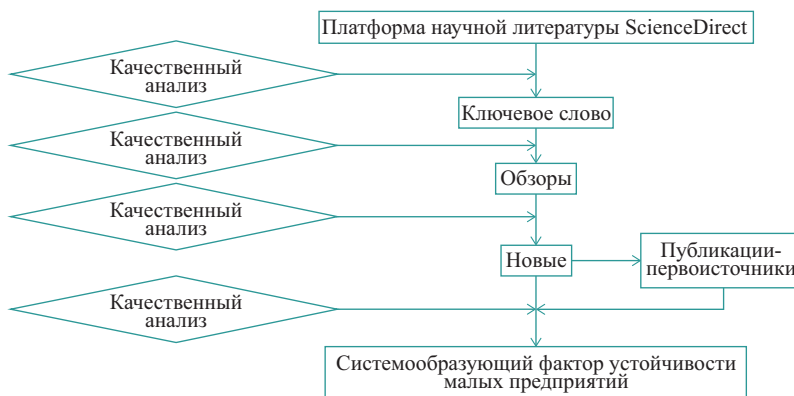 Платформа научной литературы ScienceDirect
Качественный
анализ
Ключевое слово
Качественный
анализ
Обзоры
Качественный
анализ
Новые
Публикации-
первоисточники
Качественный
анализ
Системообразующий фактор устойчивости
малых предприятий